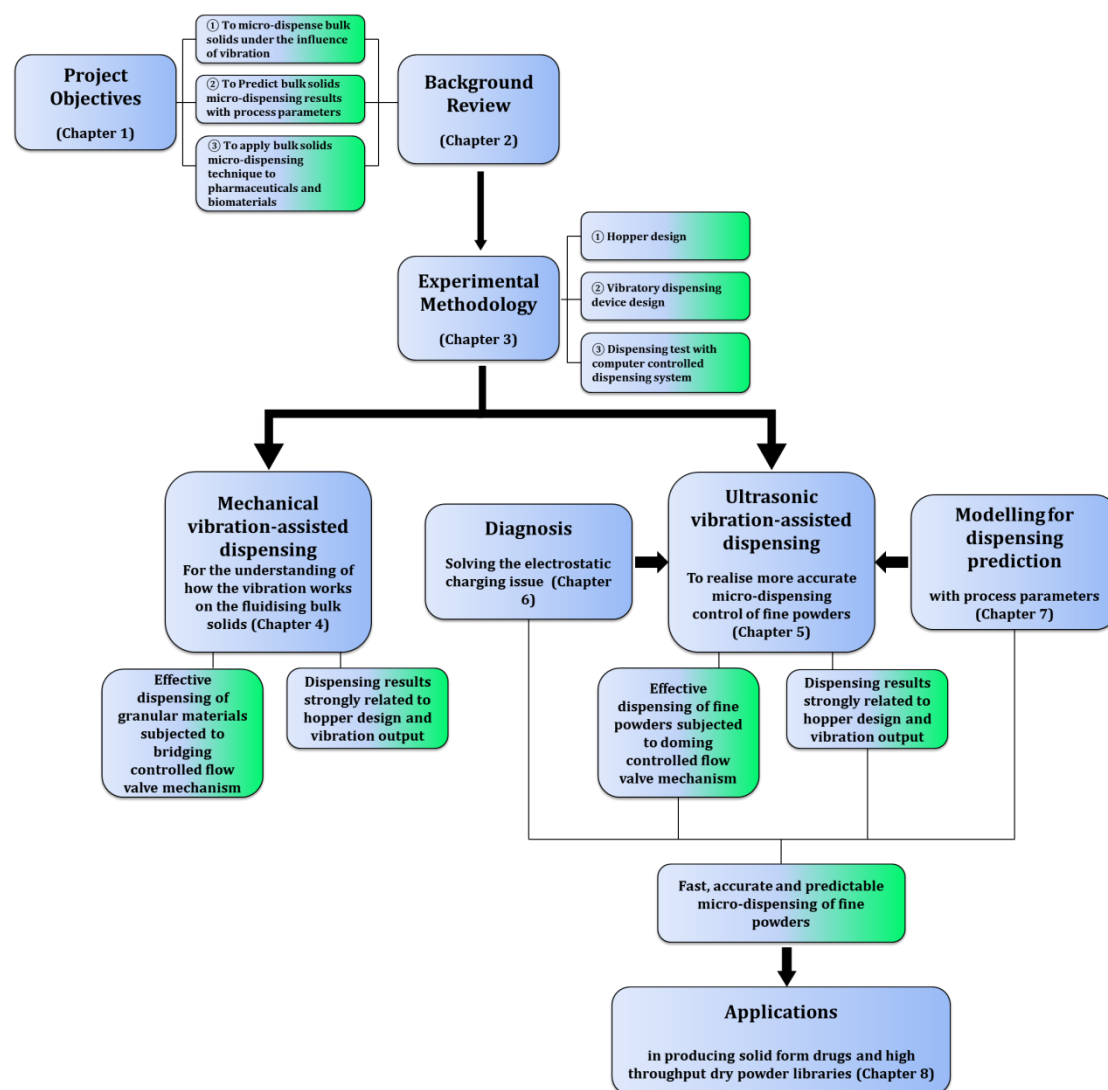 Project
Objectives
(Chapter 1)
① To micro-dispense bulk
solids under the influence
of vibration
② To Predict bulk solids
micro-dispensing results
with process parameters
③ To apply bulk solids
micro-dispensing
technique to
pharmaceuticals and
biomaterials
Background
Review
(Chapter 2)
Experimental
Methodology
(Chapter 3)
① Hopper design
② Vibratory dispensing
device design
③ Dispensing test with
computer controlled
dispensing system
Mechanical
vibration-assisted
dispensing
For the understanding of
how the vibration works
on the fluidising bulk
solids (Chapter 4)
Effective
dispensing of
granular materials
subjected to
bridging
controlled flow
valve mechanism
Dispensing results
strongly related to
hopper design and
vibration output
Diagnosis
Solving the electrostatic
charging issue (Chapter
6)
Ultrasonic
vibration-assisted
dispensing
To realise more accurate
micro-dispensing
control of fine powders
(Chapter 5)
Modelling for
dispensing
prediction
with process parameters
(Chapter 7)
Effective
dispensing of fine
powders subjected
to doming
controlled flow
valve mechanism
Dispensing results
strongly related to
hopper design and
vibration output
Fast, accurate and predictable
micro-dispensing of fine
powders
Applications
in producing solid form drugs and high
throughput dry powder libraries (Chapter 8)